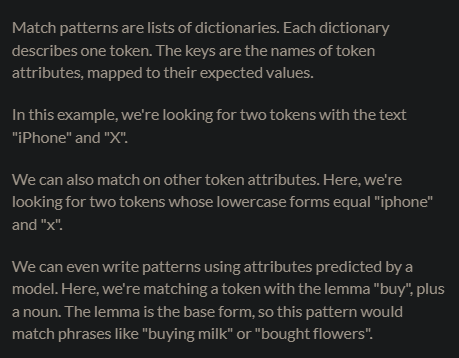 Match patterns are lists of dictionaries. Each dictionary
describes one token. The keys are the names of token
attributes, mapped to their expected values.
In this example, we're looking for two tokens with the text
"iPhone" and "X".
We can also match on other token attributes. Here, we're
looking for two tokens whose lowercase forms equal "iphone"
and "x".
We can even write patterns using attributes predicted by a
model. Here, we're matching a token with the lemma "buy", plus
a noun. The lemma is the base form, so this pattern would
match phrases like "buying milk" or "bought flowers".